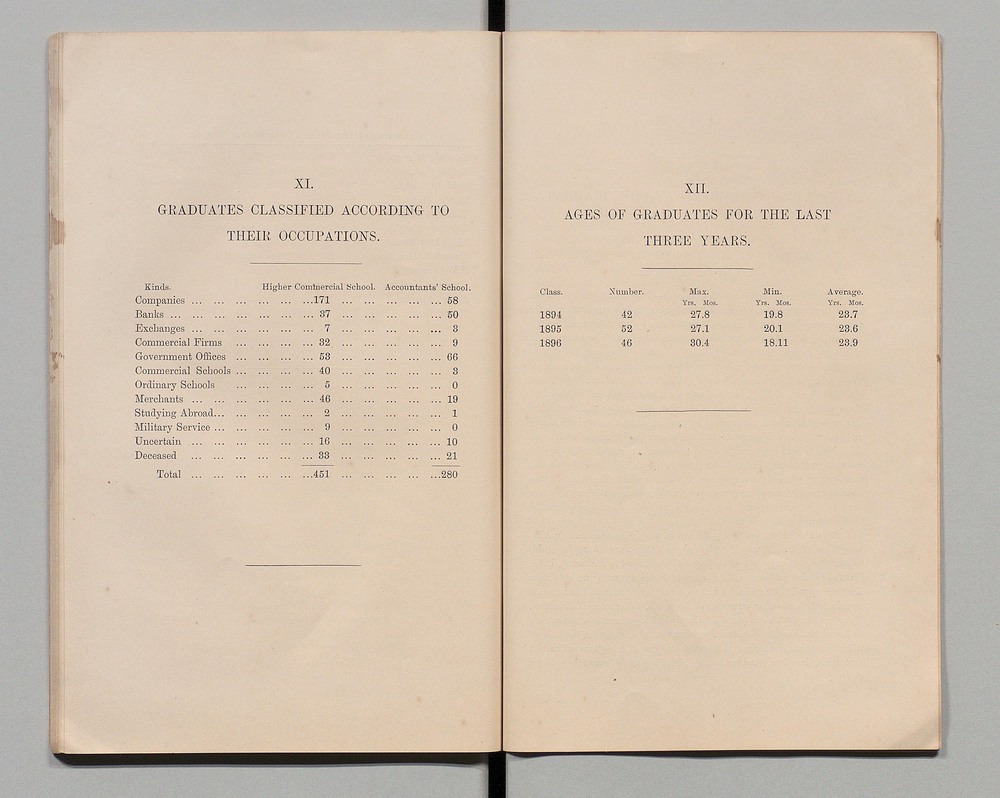 XI.
GRADUATES CLASSIFIED ACCORDING TO
THEIR OCCUPATIONS.
Kinds. Higher Commercial School. Accountants' School.
Companies ... ... ... ... ... ...171 ... ... ... ... ... 58
Banks ... ... ... ... ... ... ... 37 ... ... ... ... ... 50
Exchanges ... ... ... ... ... ... 7 ... ... ... ... ... 3
Commercial Firms ... ... ... ... 32 ... ... ... ... ... 9
Government Offices ... ... ... ... 53 ... ... ... ... ... 66
Commercial Schools ... ... ... ... 40 ... ... ... ... ... 3
Ordinary Schools ... ... ... ... 5 ... ... ... ... ... 0
Merchants ... ... ... ... ... ... 46 ... ... ... ... ... 19
Studying Abroad... ... ... ... ... 2 ... ... ... ... ... 1
Military Service ... ... ... ... ... 9 ... ... ... ... ... 0
Uncertain ... ... ... ... ... ... 16 ... ... ... ... ... 10
Deceased ... ... ... ... ... ... 33 ... ... ... ... ... 21
Total ... ... ... ... ... ...451 ... ... ... ... ...280
XII.
AGES OF GRADUATES FOR THE LAST
THREE YEARS.
Class. Number. Max. Min. Average.
Yrs. Mos. Yrs. Mos. Yrs. Mos.
1894 42 27.8 19.8 23.7
1895 52 27.1 20.1 23.6
1896 46 30.4 18.11 23.9